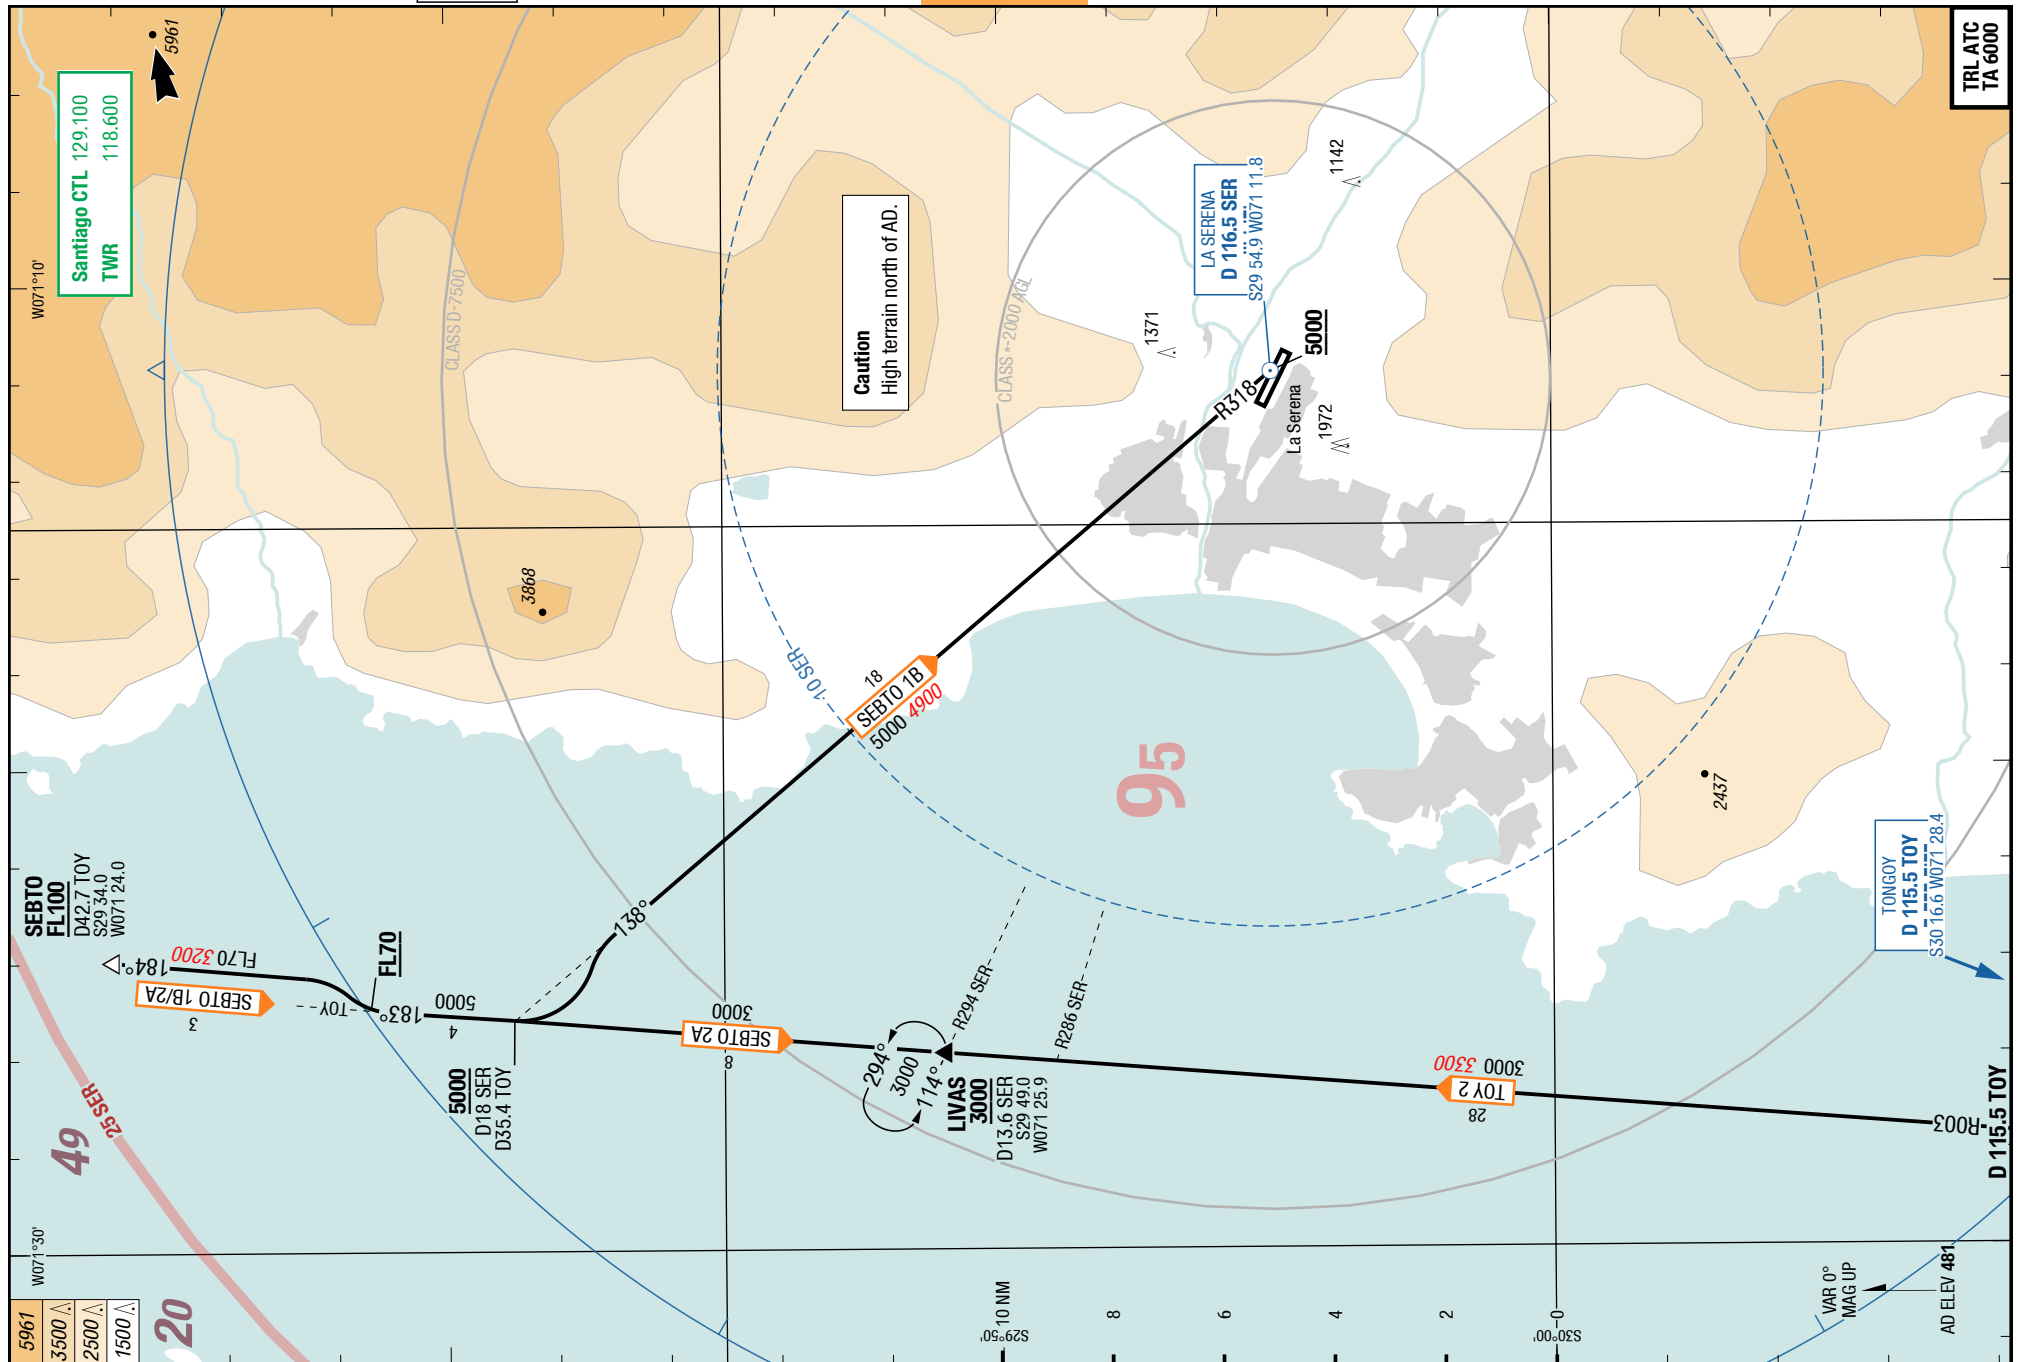 5961
Santiago CTL 129.100
TWR 118.600
W071°10'
CLASS D-7500
Caution
High terrain north of AD.
CLASS *-2000 AGL
LA SERENA
D 116.5 SER
S29 54.9 W071 11.8
1142
1371
5000
R318
La Serena
1972
TRL ATC
TA 6000
3868
10 SER
18
SEBTO 1B
5000 4900
95
2437
TONGOY
D 115.5 TOY
S30 16.6 W071 28.4
SEBTO
FL100
D42.7 TOY
S29 34.0
W071 24.0
184°
FL70 3200
SEBTO 1B/2A
3
TOY
FL70
183°
5000
4
138°
5000
D18 SER
D35.4 TOY
3000
SEBTO 2A
8
294°
3000
114°
LIVAS
3000
D13.6 SER
S29 49.0
W071 25.9
R294 SER
R286 SER
3000 3300
TOY 2
28
R003
D 115.5 TOY
25 SER
49
20
W071°30'
5961
3500
2500
1500
10 NM
S29°50'
8
6
4
2
0
S30°00'
VAR 0°
MAG UP
AD ELEV 481